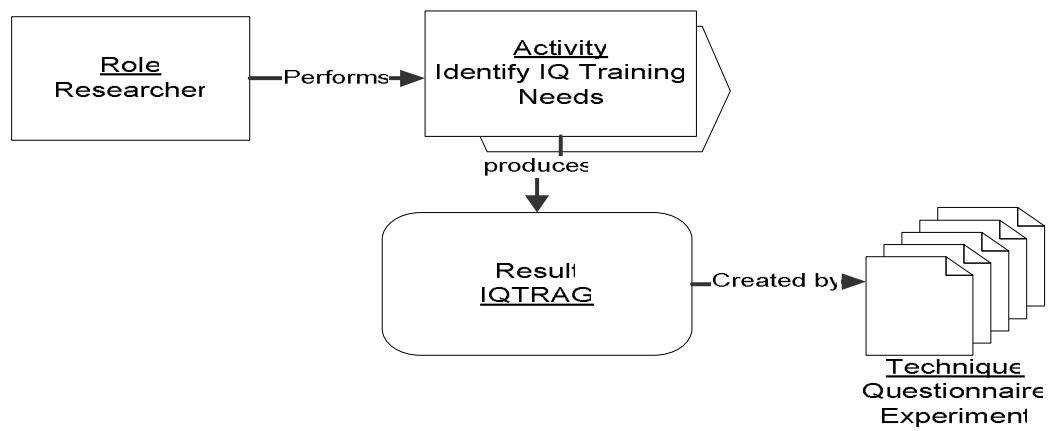 Role
Researcher
Performs
Activity
Identify IQ Training
Needs
produces
Result
IQTRAG
Created by
Technique
Questionnaire
Experiment